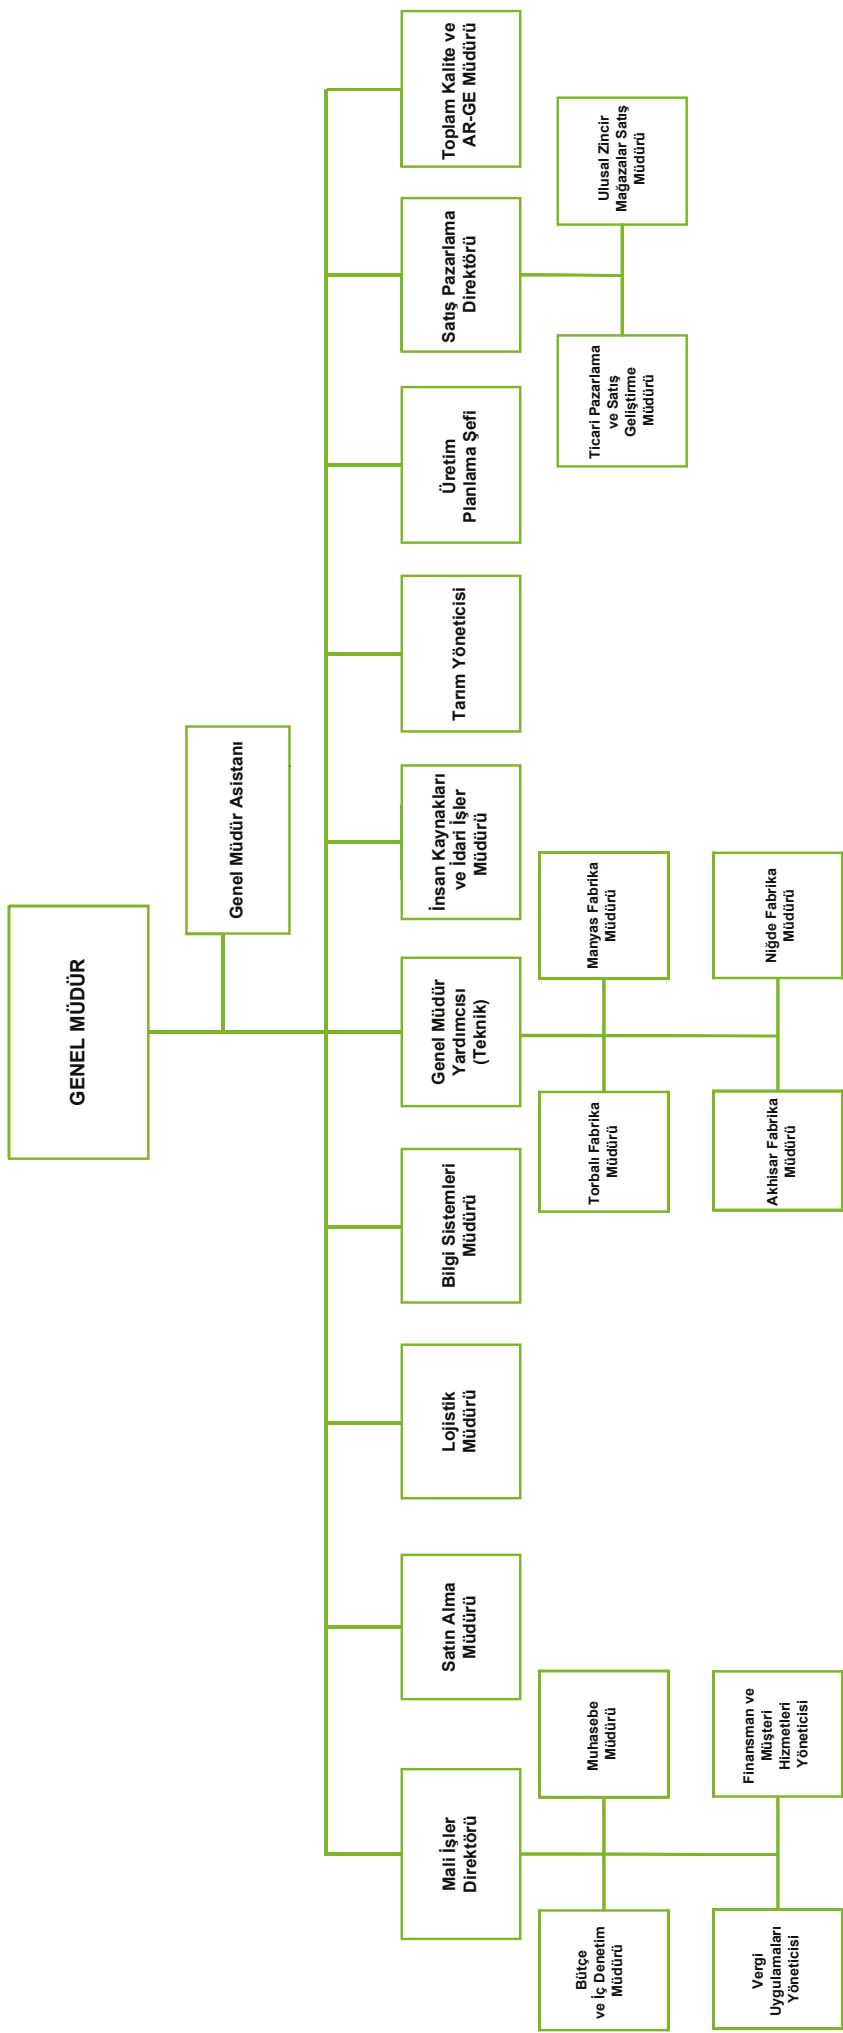 GENEL MÜDÜR
Genel Müdür Asistanı
Mali İşler
Direktörü
Satın Alma
Müdürü
Lojistik
Müdürü
Bilgi Sistemleri
Müdürü
Genel Müdür
Yardımcısı
(Teknik)
İnsan Kaynakları
ve İdari İşler
Müdürü
Tarım Yöneticisi
Üretim
Planlama Şefi
Satış Pazarlama
Direktörü
Toplam Kalite ve
AR-GE Müdürü
Bütçe
ve İç Denetim
Müdürü
Muhasebe
Müdürü
Torbalı Fabrika
Müdürü
Manyas Fabrika
Müdürü
Ticari Pazarlama
ve Satış
Geliştirme
Müdürü
Ulusal Zincir
Mağazalar Satış
Müdürü
Vergi
Uygulamaları
Yöneticisi
Finansman ve
Müşteri
Hizmetleri
Yöneticisi
Akhisar Fabrika
Müdürü
Niğde Fabrika
Müdürü